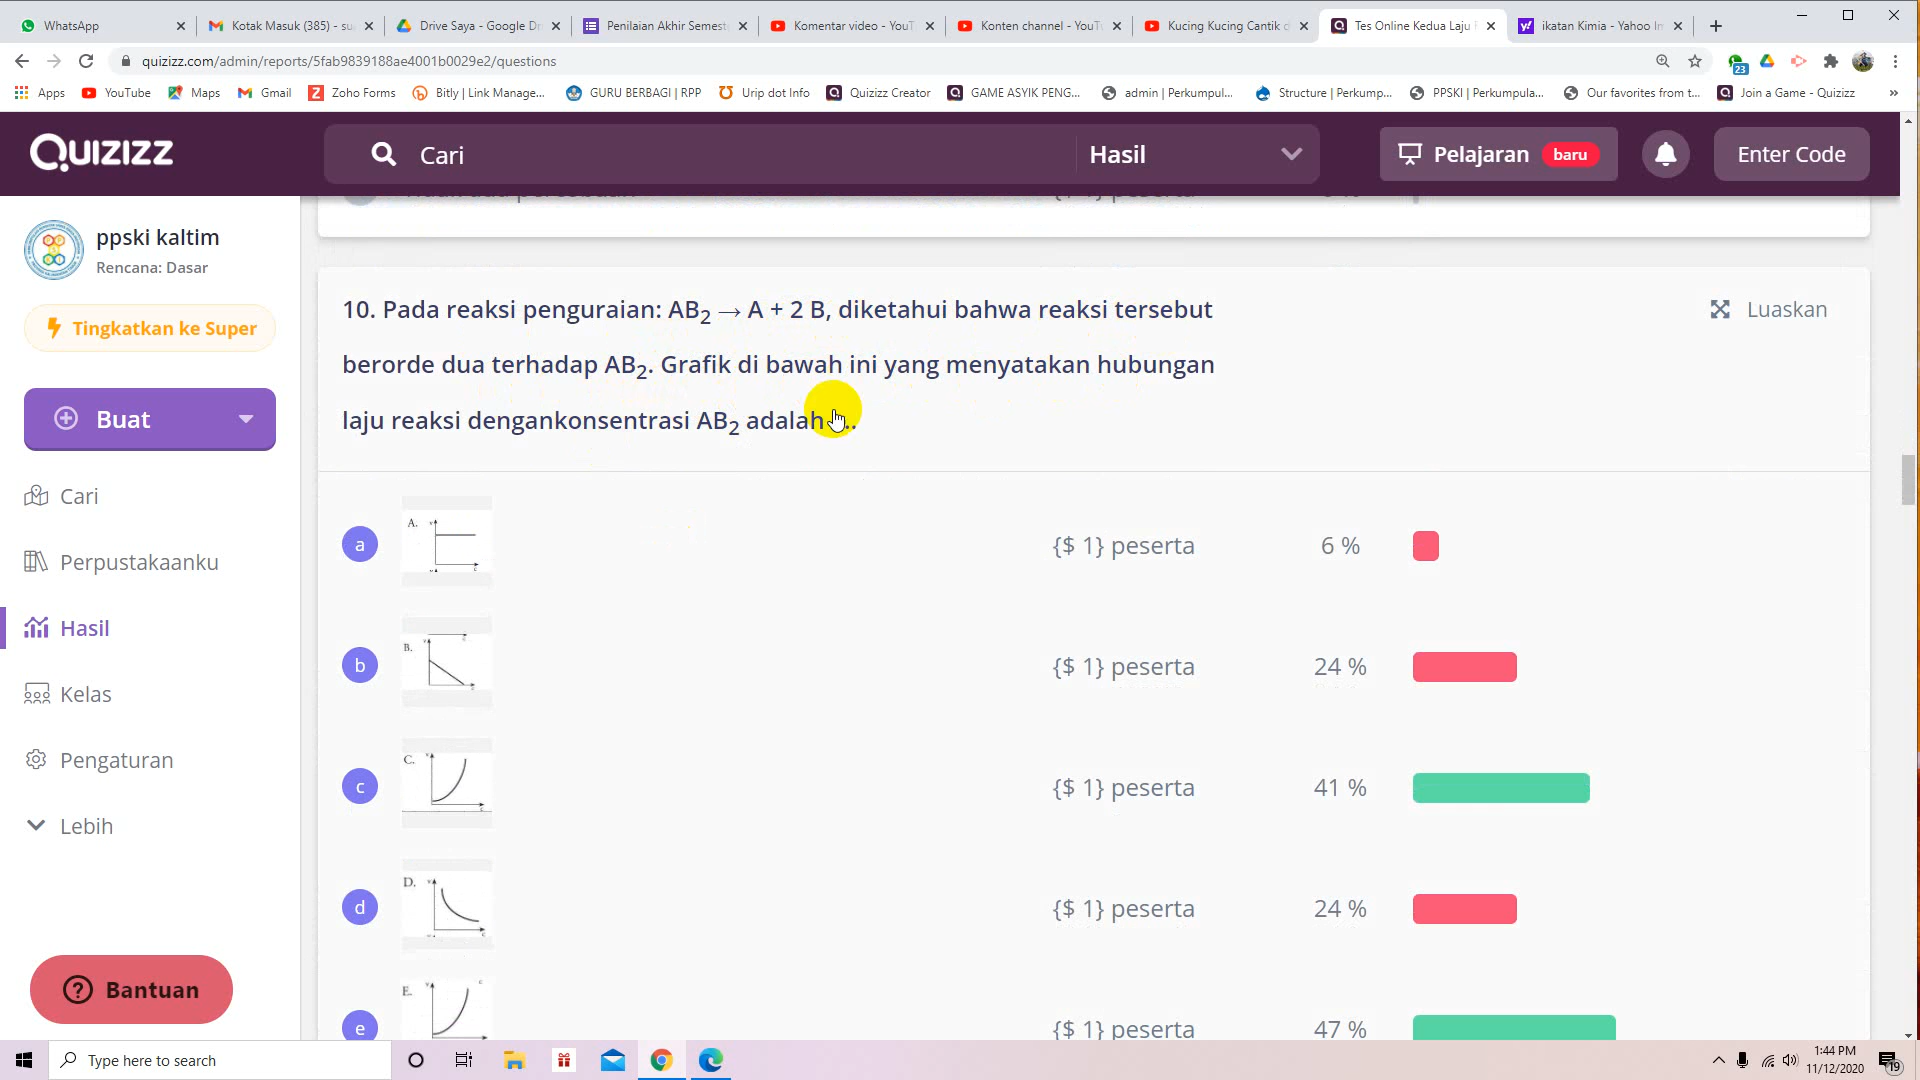 WhatsApp
Kotak Masuk (385) - su
Drive Saya - Google Dr
Penilaian Akhir Semest
Komentar video - YouT
Konten channel - YouTu
Kucing Kucing Cantik d
Tes Online Kedua Laju
ikatan Kimia - Yahoo Im
quizizz.com/admin/reports/5fab9839188ae4001b0029e2/questions
23
Apps
YouTube
Maps
Gmail
Zoho Forms
Bitly | Link Manage...
GURU BERBAGI | RPP
Urip dot Info
Quizizz Creator
GAME ASYIK PENG...
admin | Perkumpul...
Structure | Perkump...
PPSKI | Perkumpula...
Our favorites from t...
Join a Game - Quizizz
QUIZIZZ
Cari
Hasil
Pelajaran baru
Enter Code
ppski kaltim
Rencana: Dasar
Tingkatkan ke Super
Buat
Cari
Perpustakaanku
Hasil
Kelas
Pengaturan
Lebih
Bantuan
10. Pada reaksi penguraian: AB₂ → A + 2 B, diketahui bahwa reaksi tersebut
berorde dua terhadap AB₂. Grafik di bawah ini yang menyatakan hubungan
laju reaksi dengankonsentrasi AB₂ adalah
Luaskan
a A. {$ 1} peserta 6 %
b B. {$ 1} peserta 24 %
c C. {$ 1} peserta 41 %
d D. {$ 1} peserta 24 %
e E. {$ 1} peserta 47 %
Type here to search
1:44 PM
11/12/2020
19